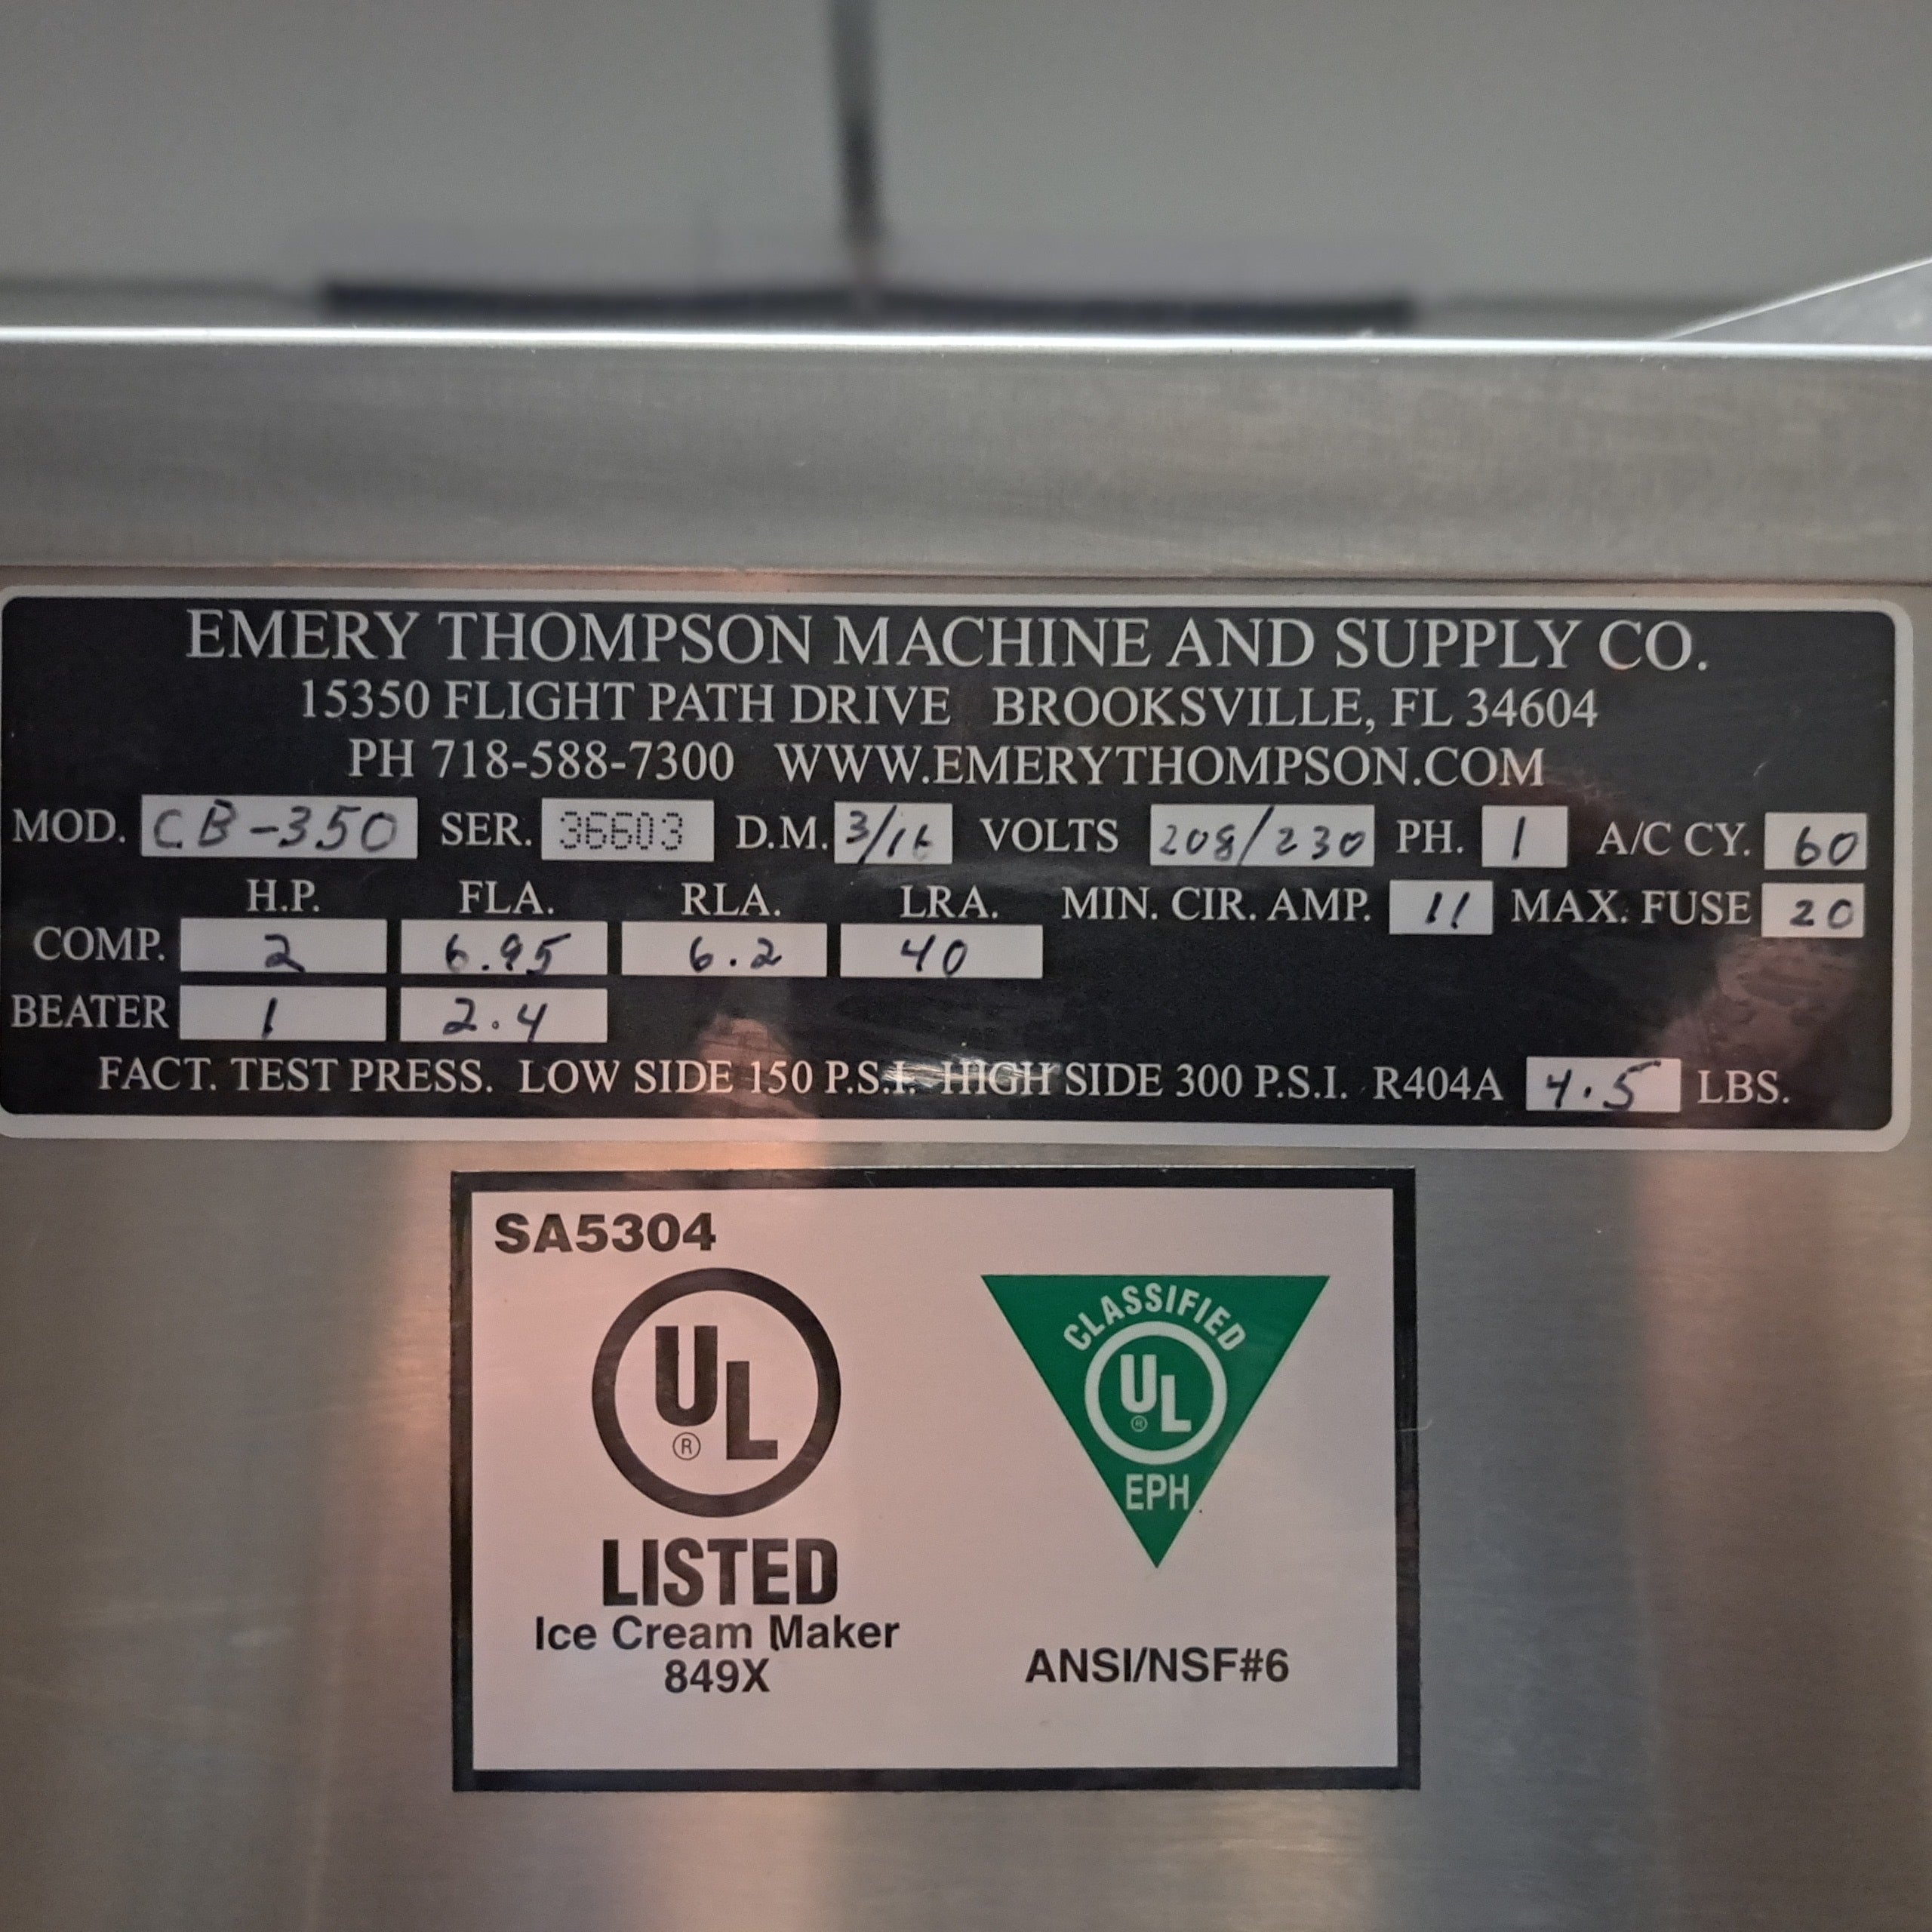 EMERY THOMPSON MACHINE AND SUPPLY CO.
15350 FLIGHT PATH DRIVE BROOKSVILLE, FL 34604
PH 718-588-7300 WWW.EMERYTHOMPSON.COM
MOD. CB-350 SER. 36603 D.M. 3/16 VOLTS 208/230 PH. 1 A/C CY. 60
H.P. FLA. RLA. LRA. MIN. CIR. AMP. 11 MAX. FUSE 20
COMP. 2 6.95 6.2 40
BEATER 1 2.4
FACT. TEST PRESS. LOW SIDE 150 P.S.I. HIGH SIDE 300 P.S.I. R404A 4.5 LBS.
SA5304
UL
®
LISTED
Ice Cream Maker
849X
CLASSIFIED
UL
®
EPH
ANSI/NSF#6